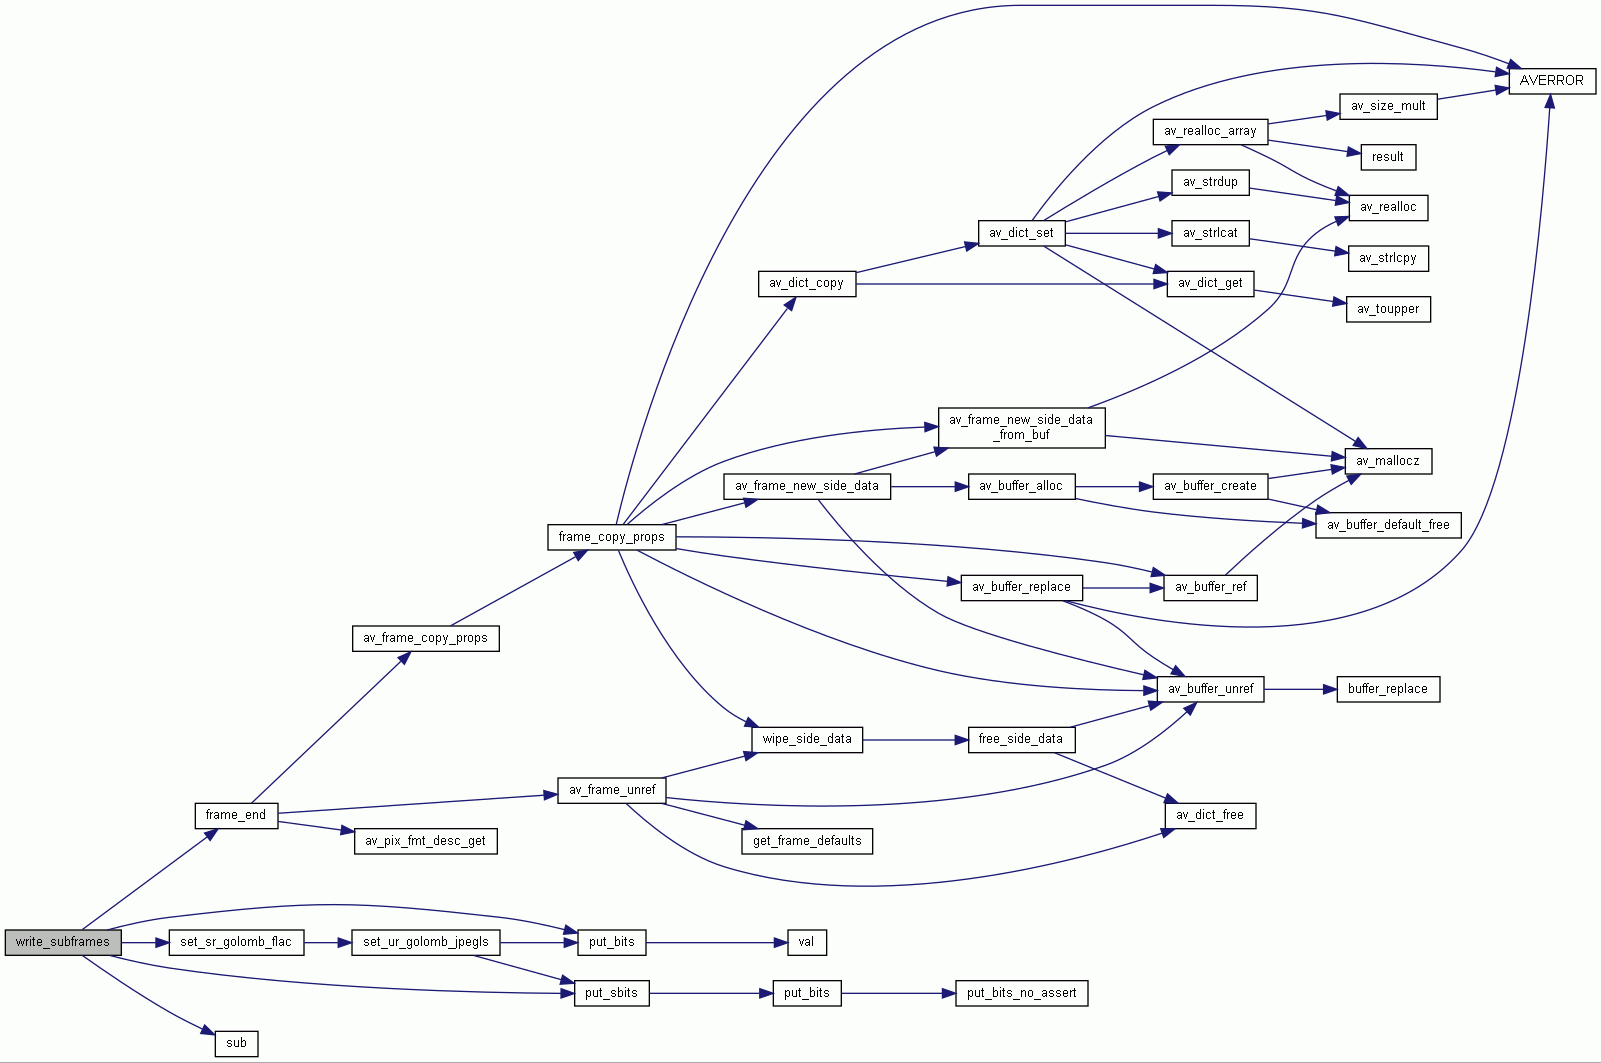 AVERROR
av_size_mult
av_realloc_array
result
av_strdup
av_realloc
av_dict_set
av_strlcat
av_strlcpy
av_dict_copy
av_dict_get
av_toupper
av_frame_new_side_data
_from_buf
av_mallocz
av_frame_new_side_data
av_buffer_alloc
av_buffer_create
av_buffer_default_free
frame_copy_props
av_buffer_replace
av_buffer_ref
av_frame_copy_props
av_buffer_unref
buffer_replace
wipe_side_data
free_side_data
av_frame_unref
frame_end
av_dict_free
av_pix_fmt_desc_get
get_frame_defaults
write_subframes
set_sr_golomb_flac
set_ur_golomb_jpegls
put_bits
val
put_sbits
put_bits
put_bits_no_assert
sub